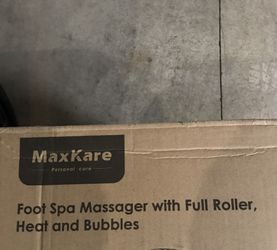 MaxKare
Personal care
Foot Spa Massager with Full Roller,
Heat and Bubbles